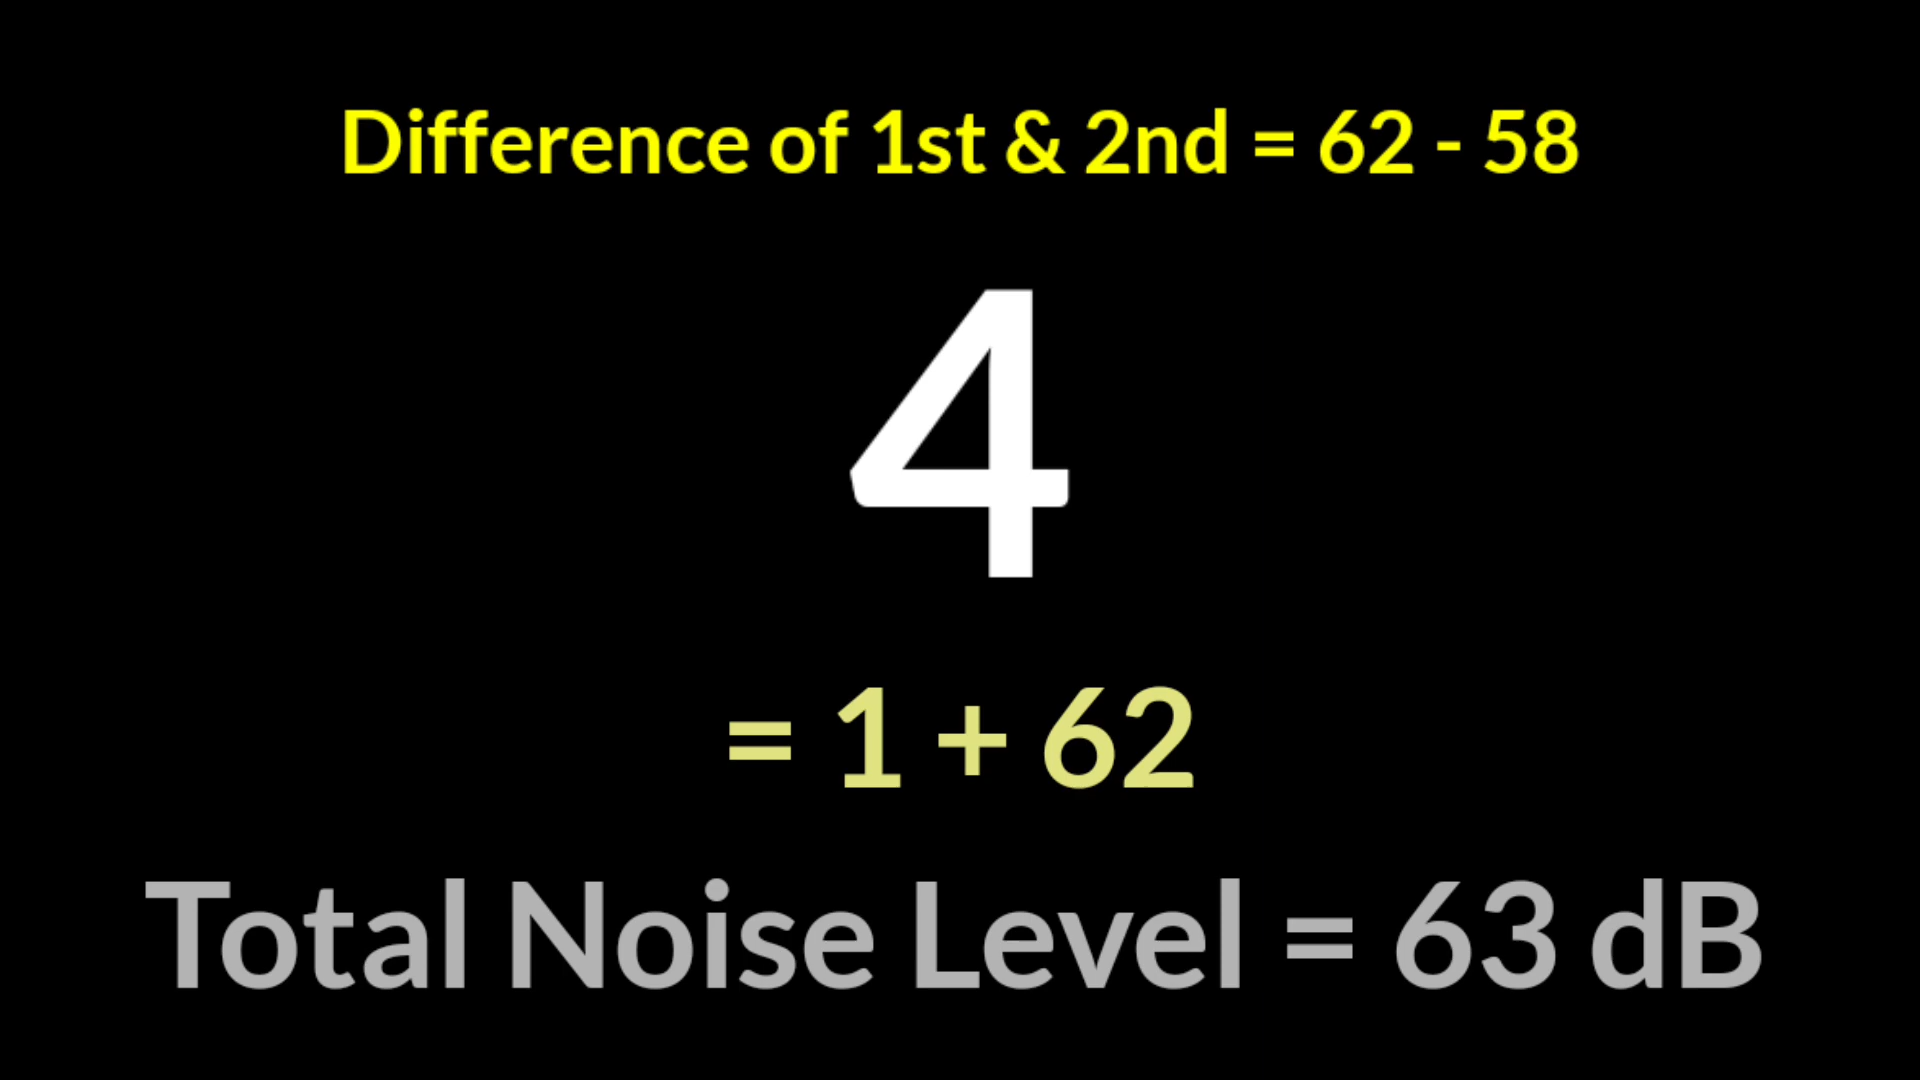 Difference of 1st & 2nd = 62 - 58
4
= 1 + 62
Total Noise Level = 63 dB